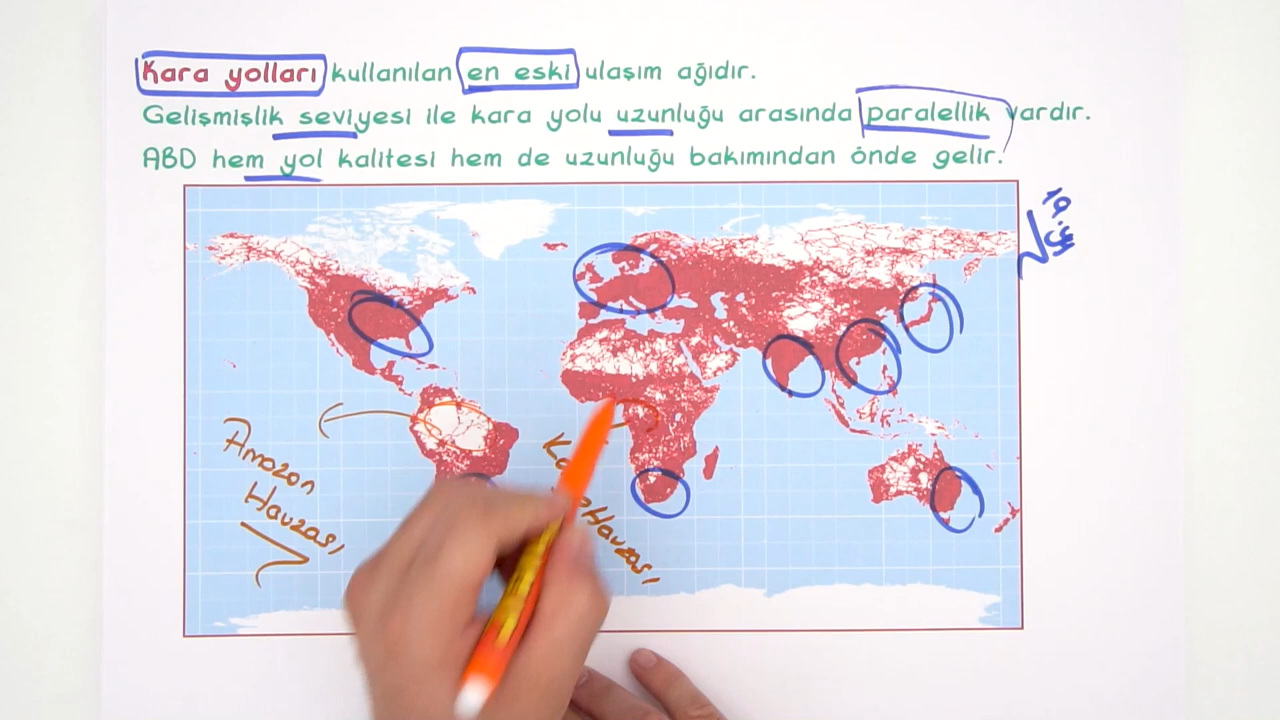 Kara yolları kullanılan en eski ulaşım ağıdır.
Gelişmişlik seviyesi ile kara yolu uzunluğu arasında paralellik vardır.
ABD hem yol kalitesi hem de uzunluğu bakımından önde gelir.
Amazon
Havzası
Havzası